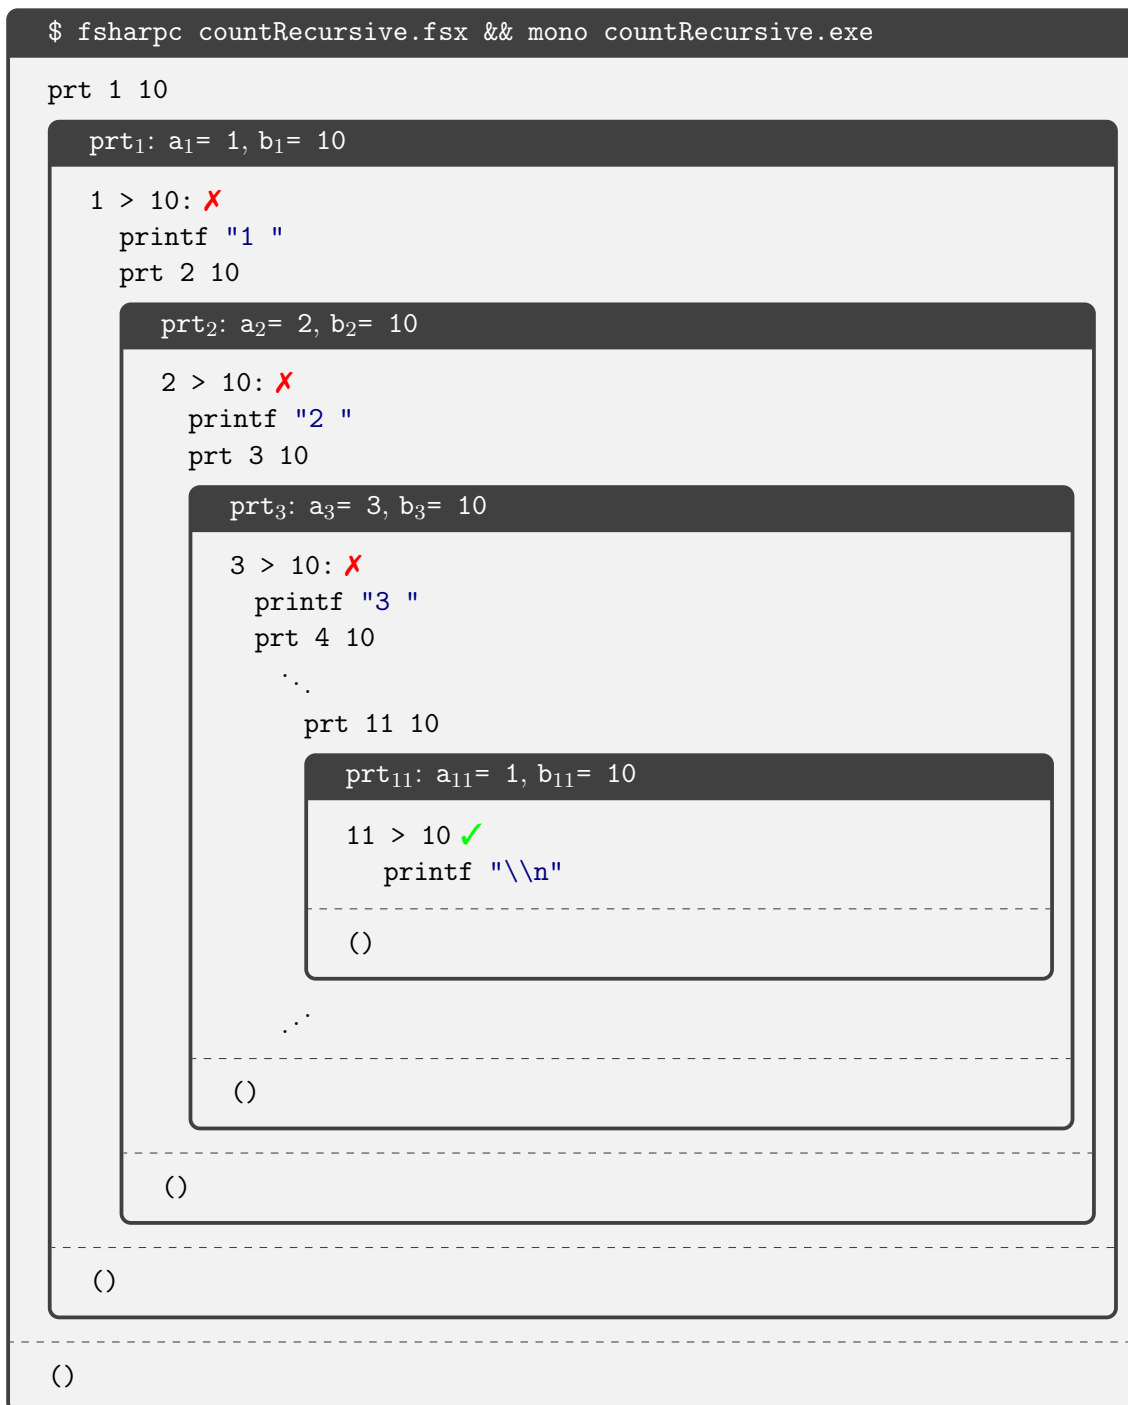 $ fsharpc countRecursive.fsx && mono countRecursive.exe
prt 1 10
prt₁: a₁= 1, b₁= 10
1 > 10: ✗
printf "1 "
prt 2 10
prt₂: a₂= 2, b₂= 10
2 > 10: ✗
printf "2 "
prt 3 10
prt₃: a₃= 3, b₃= 10
3 > 10: ✗
printf "3 "
prt 4 10
⋱
prt 11 10
prt₁₁: a₁₁= 1, b₁₁= 10
11 > 10 ✓
printf "\\n"
()
⋰
()
()
()
()